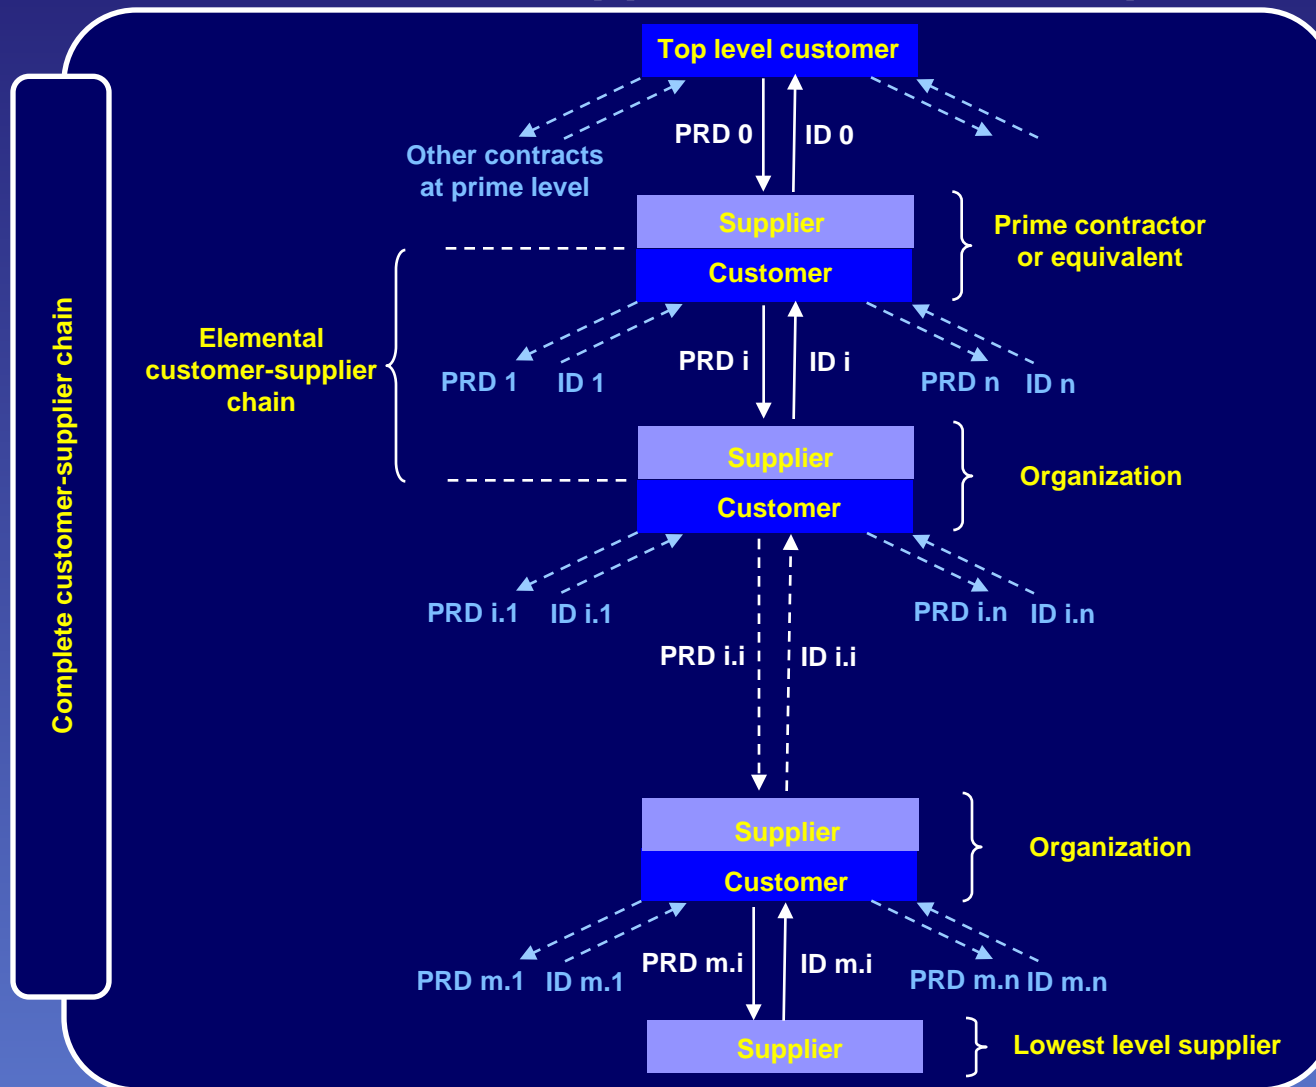 Top level customer
PRD 0
ID 0
Other contracts
at prime level
Supplier
Customer
Prime contractor
or equivalent
Complete customer-supplier chain
Elemental
customer-supplier
chain
PRD 1
ID 1
PRD i
ID i
PRD n
ID n
Supplier
Customer
Organization
PRD i.1
ID i.1
PRD i.n
ID i.n
PRD i.i
ID i.i
Supplier
Customer
Organization
PRD m.1
ID m.1
PRD m.i
ID m.i
PRD m.n
ID m.n
Supplier
Lowest level supplier